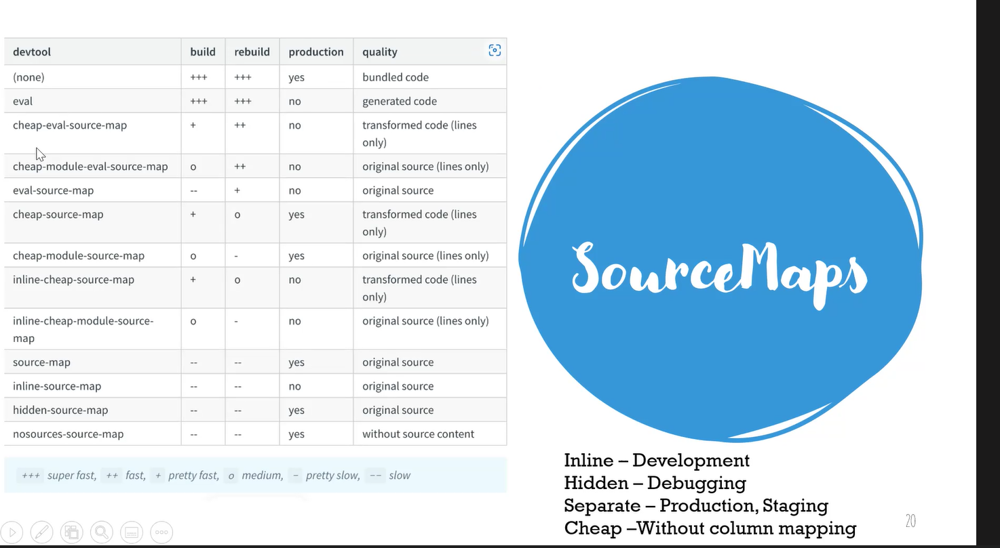 devtool build rebuild production quality
(none) +++ +++ yes bundled code
eval +++ +++ no generated code
cheap-eval-source-map + ++ no transformed code (lines
only)
cheap-module-eval-source-map o ++ no original source (lines only)
eval-source-map -- + no original source
cheap-source-map + o yes transformed code (lines
only)
cheap-module-source-map o - yes original source (lines only)
inline-cheap-source-map + o no transformed code (lines
only)
inline-cheap-module-source- o - no original source (lines only)
map
source-map -- -- yes original source
inline-source-map -- -- no original source
hidden-source-map -- -- yes original source
nosources-source-map -- -- yes without source content
+++ super fast, ++ fast, + pretty fast, o medium, - pretty slow, -- slow
SourceMaps
Inline – Development
Hidden – Debugging
Separate – Production, Staging
Cheap –Without column mapping
20